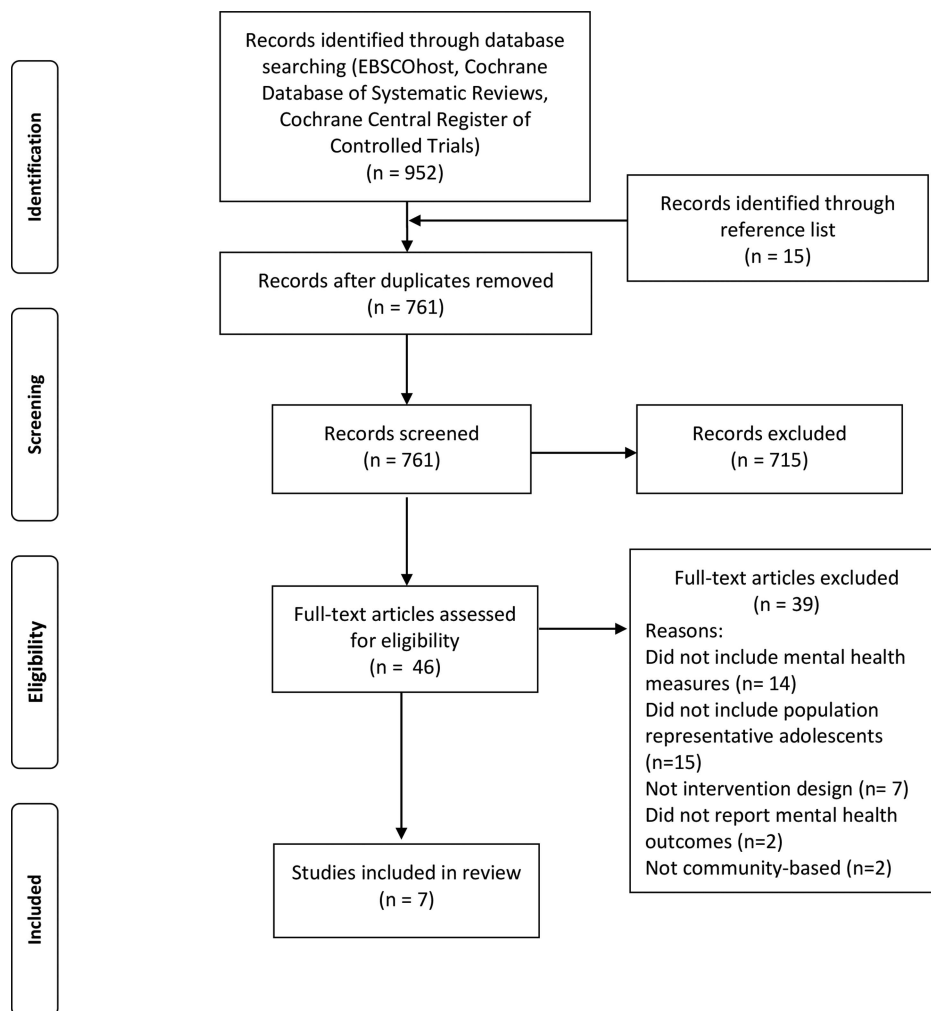 Identification
Records identified through database
searching (EBSCOhost, Cochrane
Database of Systematic Reviews,
Cochrane Central Register of
Controlled Trials)
(n = 952)
Records identified through
reference list
(n = 15)
Records after duplicates removed
(n = 761)
Screening
Records screened
(n = 761)
Records excluded
(n = 715)
Eligibility
Full-text articles assessed
for eligibility
(n = 46)
Full-text articles excluded
(n = 39)
Reasons:
Did not include mental health
measures (n= 14)
Did not include population
representative adolescents
(n=15)
Not intervention design (n= 7)
Did not report mental health
outcomes (n=2)
Not community-based (n=2)
Included
Studies included in review
(n = 7)